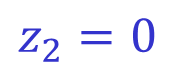 z₂ = 0